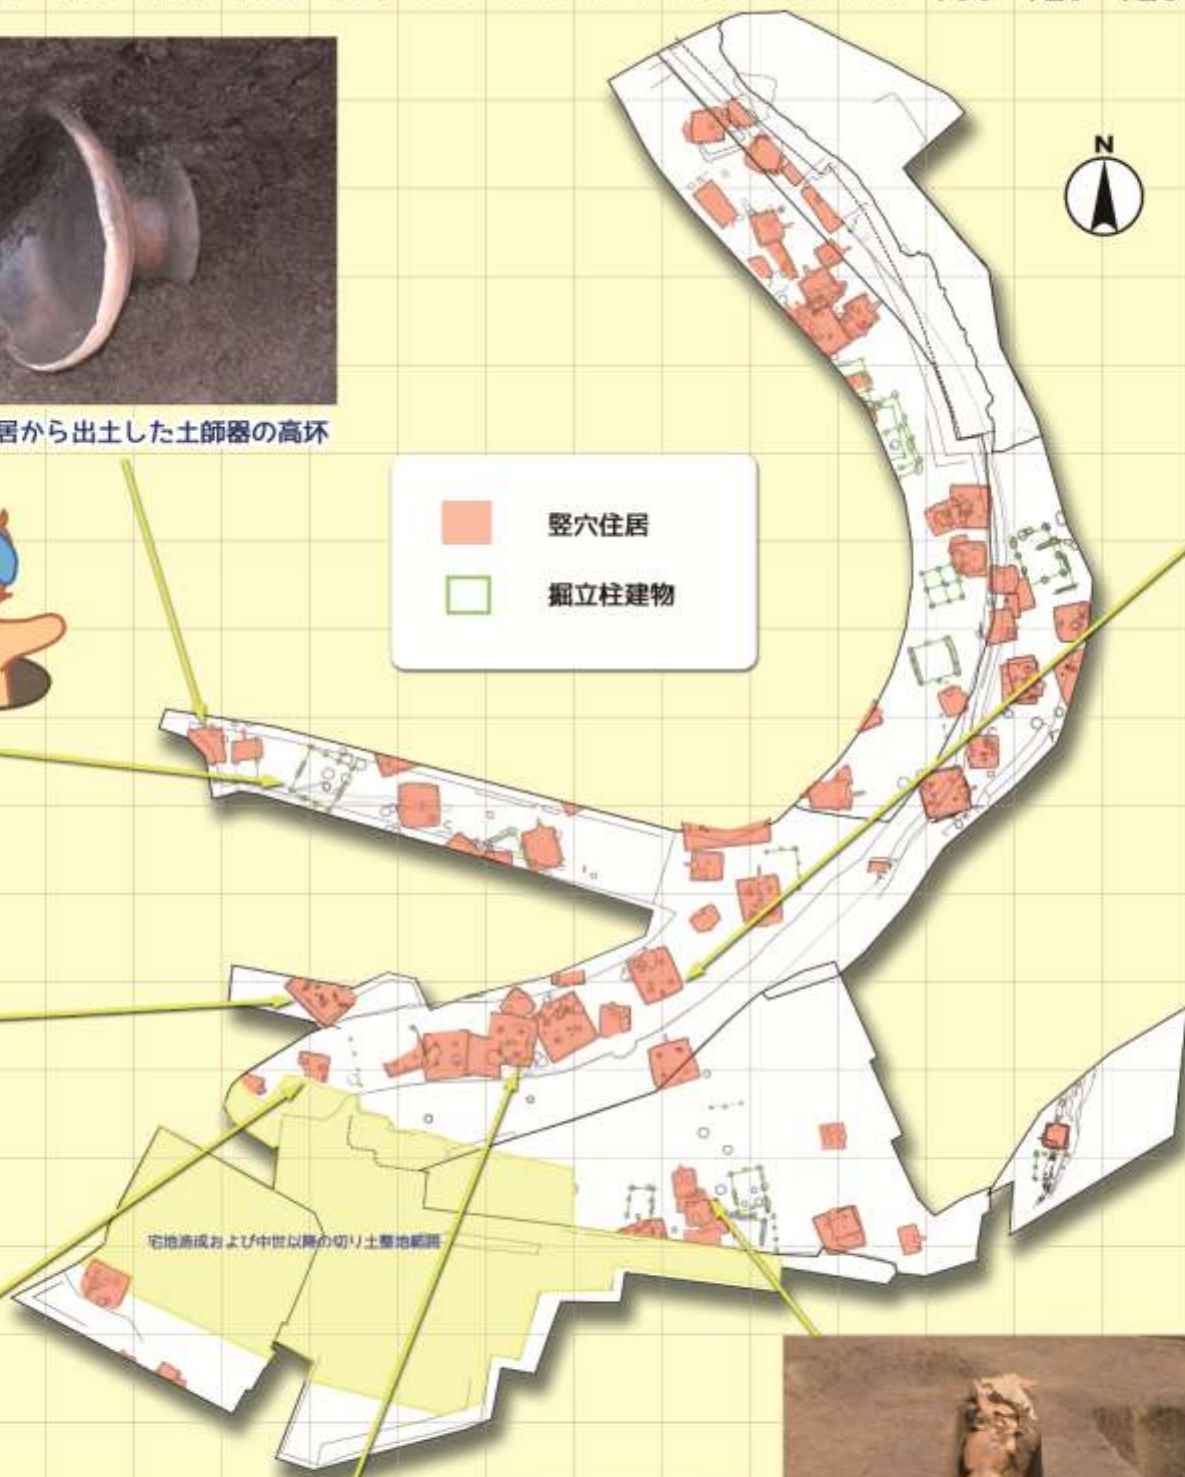 居から出土した土師器の高坏
N
竪穴住居
掘立柱建物
宅地造成および中世以降の切り土整地範囲